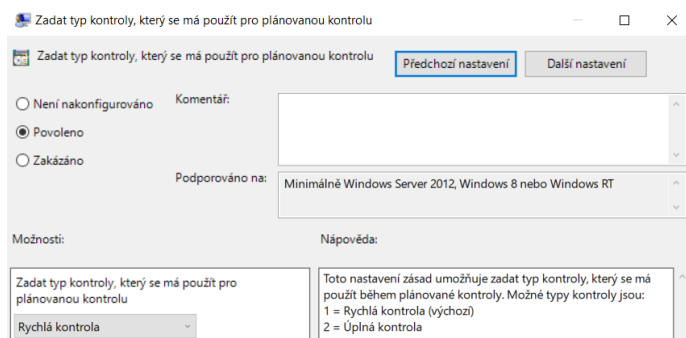 Zadat typ kontroly, který se má použít pro plánovanou kontrolu
Zadat typ kontroly, který se má použít pro plánovanou kontrolu
Předchozí nastavení
Další nastavení
Není nakonfigurováno
Povoleno
Zakázáno
Komentář:
Podporováno na:
Minimálně Windows Server 2012, Windows 8 nebo Windows RT
Možnosti:
Nápověda:
Zadat typ kontroly, který se má použít pro
plánovanou kontrolu
Rychlá kontrola
Toto nastavení zásad umožňuje zadat typ kontroly, který se má
použít během plánované kontroly. Možné typy kontroly jsou:
1 = Rychlá kontrola (výchozí)
2 = Úplná kontrola